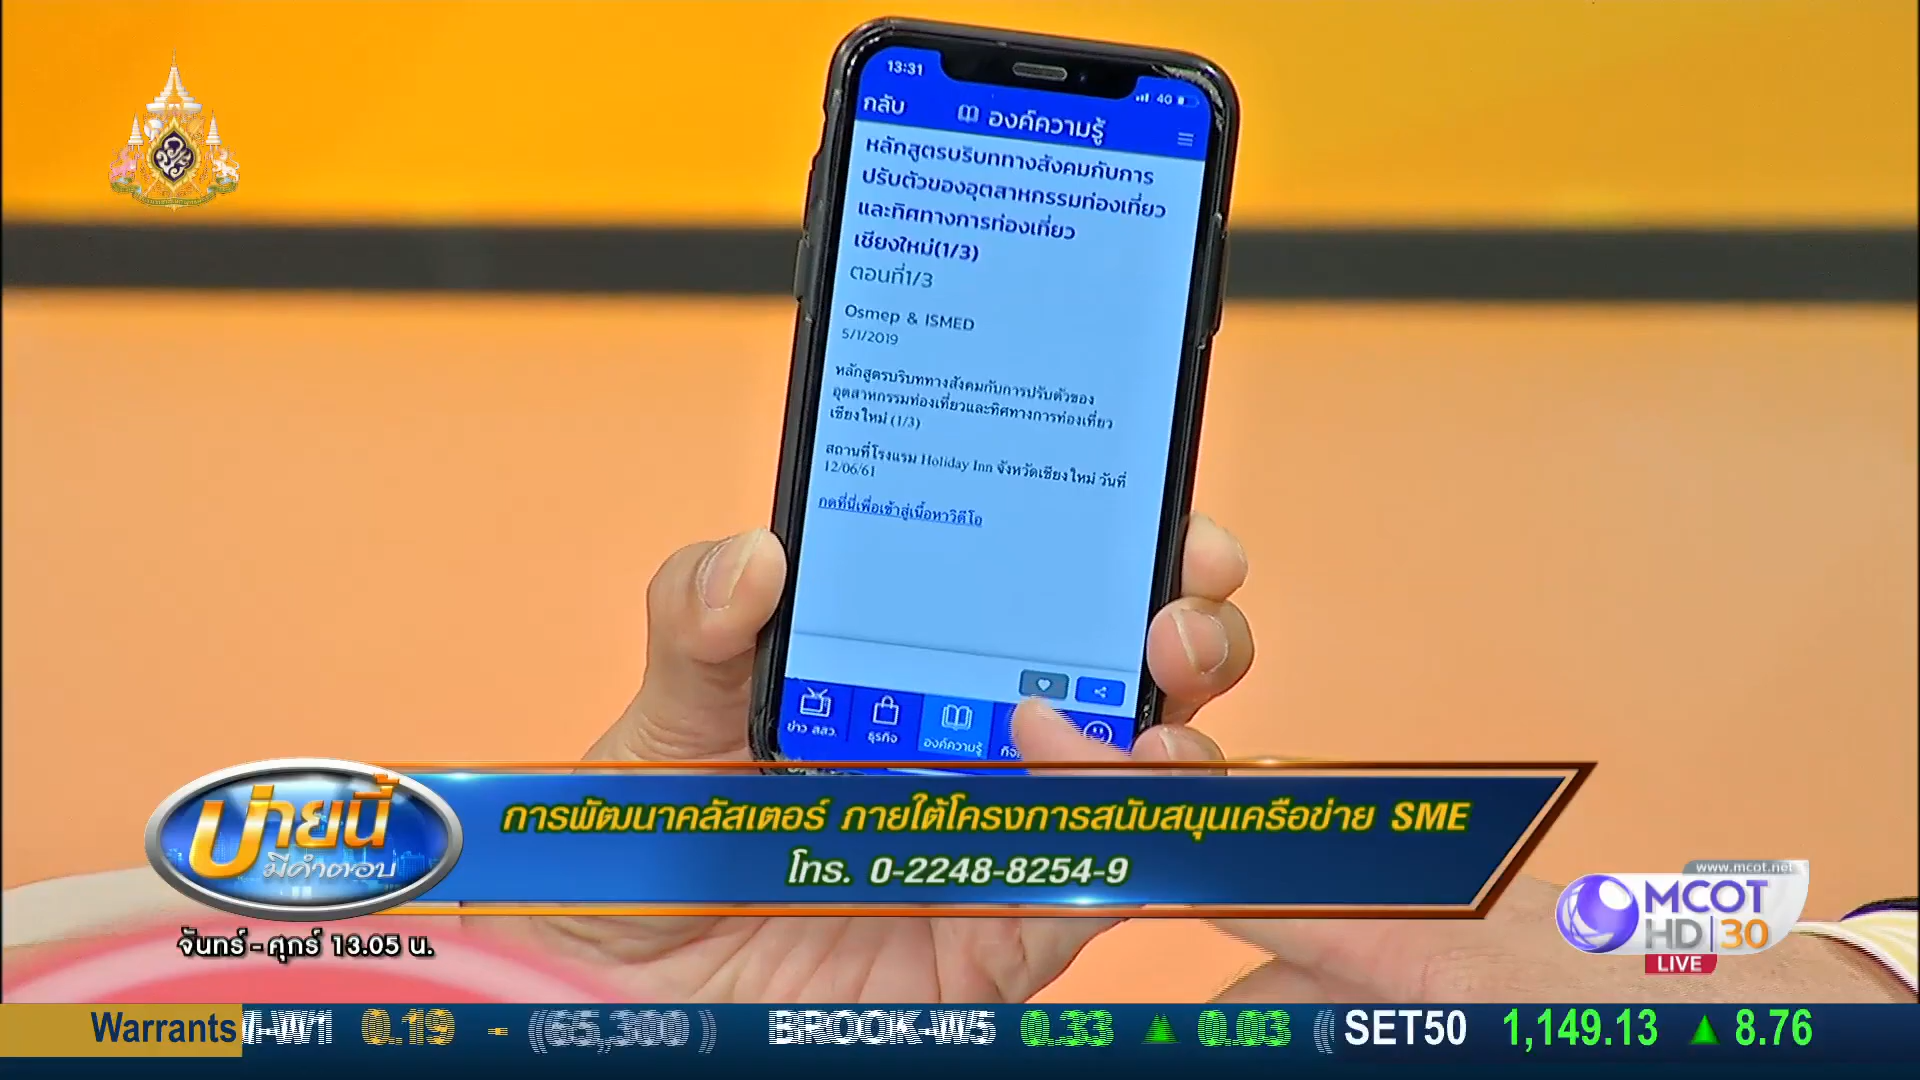 13:31
4G
กลับ
องค์ความรู้
หลักสูตรบริบททางสังคมกับการ
ปรับตัวของอุตสาหกรรมท่องเที่ยว
และทิศทางการท่องเที่ยว
เชียงใหม่(1/3)
ตอนที่1/3
Osmep & ISMED
5/1/2019
หลักสูตรบริบททางสังคมกับการปรับตัวของ
อุตสาหกรรมท่องเที่ยวและทิศทางการท่องเที่ยว
เชียงใหม่ (1/3)
สถานที่โรงแรม Holiday Inn จังหวัดเชียงใหม่ วันที่
12/06/61
กดที่นี่เพื่อเข้าสู่เนื้อหาวิดีโอ
ข่าว สสว.
ธุรกิจ
องค์ความรู้
บ่ายนี้
มีคำตอบ
จันทร์ - ศุกร์ 13.05 น.
การพัฒนาคลัสเตอร์ ภายใต้โครงการสนับสนุนเครือข่าย SME
โทร. 0-2248-8254-9
www.mcot.net
MCOT
HD 30
LIVE
Warrants -W1 0.19 - (65,300) BROOK-W5 0.33 ▲ 0.03 ( SET50 1,149.13 ▲ 8.76